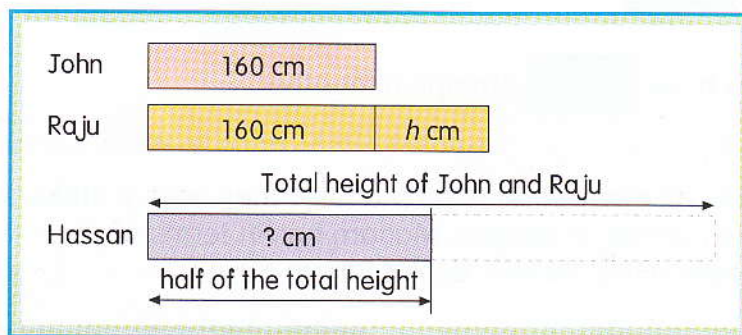 John 160 cm
Raju 160 cm h cm
Total height of John and Raju
Hassan ? cm
half of the total height